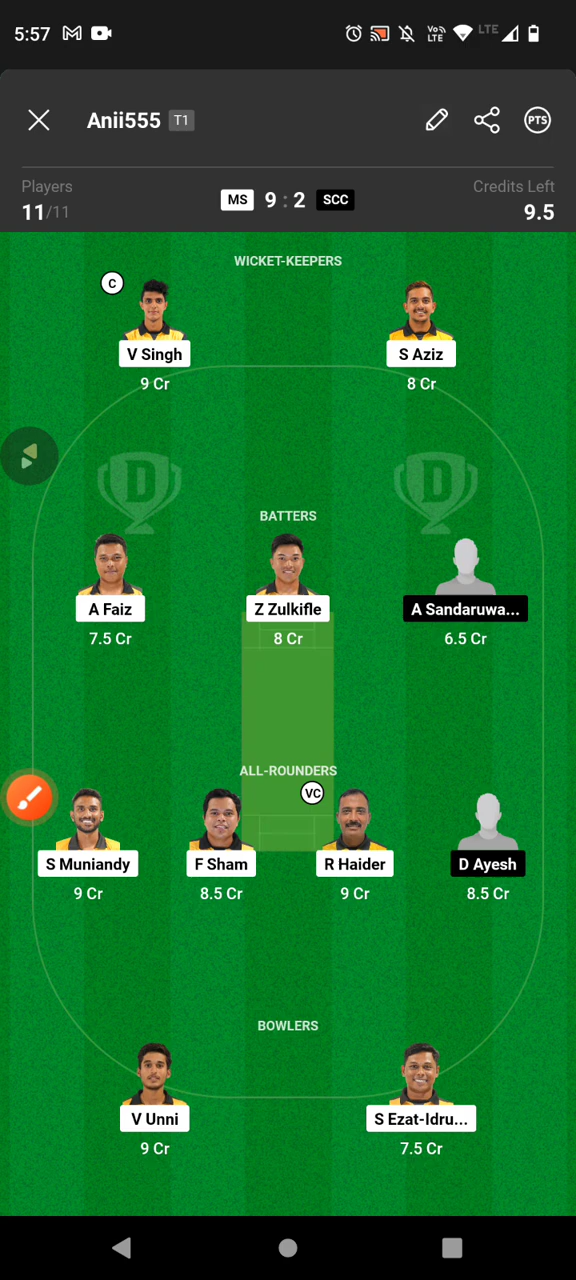 5:57 Vo)) LTE LTE
Anii555 T1 PTS
Players Credits Left
11/11 MS 9 : 2 SCC 9.5
WICKET-KEEPERS
C
V Singh S Aziz
9 Cr 8 Cr
D D
BATTERS
A Faiz Z Zulkifle A Sandaruwa...
7.5 Cr 8 Cr 6.5 Cr
ALL-ROUNDERS
VC
S Muniandy F Sham R Haider D Ayesh
9 Cr 8.5 Cr 9 Cr 8.5 Cr
BOWLERS
V Unni S Ezat-Idru...
9 Cr 7.5 Cr